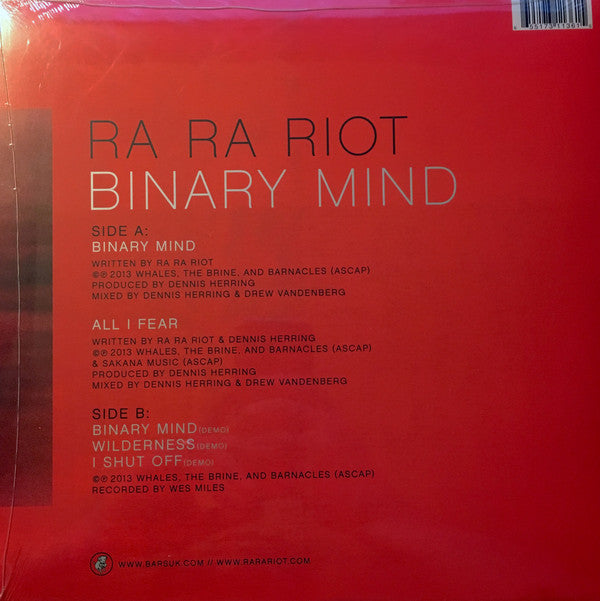 RA RA RIOT
BINARY MIND
SIDE A:
BINARY MIND
WRITTEN BY RA RA RIOT
©℗ 2013 WHALES, THE BRINE, AND BARNACLES (ASCAP)
PRODUCED BY DENNIS HERRING
MIXED BY DENNIS HERRING & DREW VANDENBERG
ALL I FEAR
WRITTEN BY RA RA RIOT & DENNIS HERRING
©℗ 2013 WHALES, THE BRINE, AND BARNACLES (ASCAP)
& SAKANA MUSIC (ASCAP)
PRODUCED BY DENNIS HERRING
MIXED BY DENNIS HERRING & DREW VANDENBERG
SIDE B:
BINARY MIND (DEMO)
WILDERNESS (DEMO)
I SHUT OFF (DEMO)
©℗ 2013 WHALES, THE BRINE, AND BARNACLES (ASCAP)
RECORDED BY WES MILES
WWW.BARSUK.COM // WWW.RARARIOT.COM